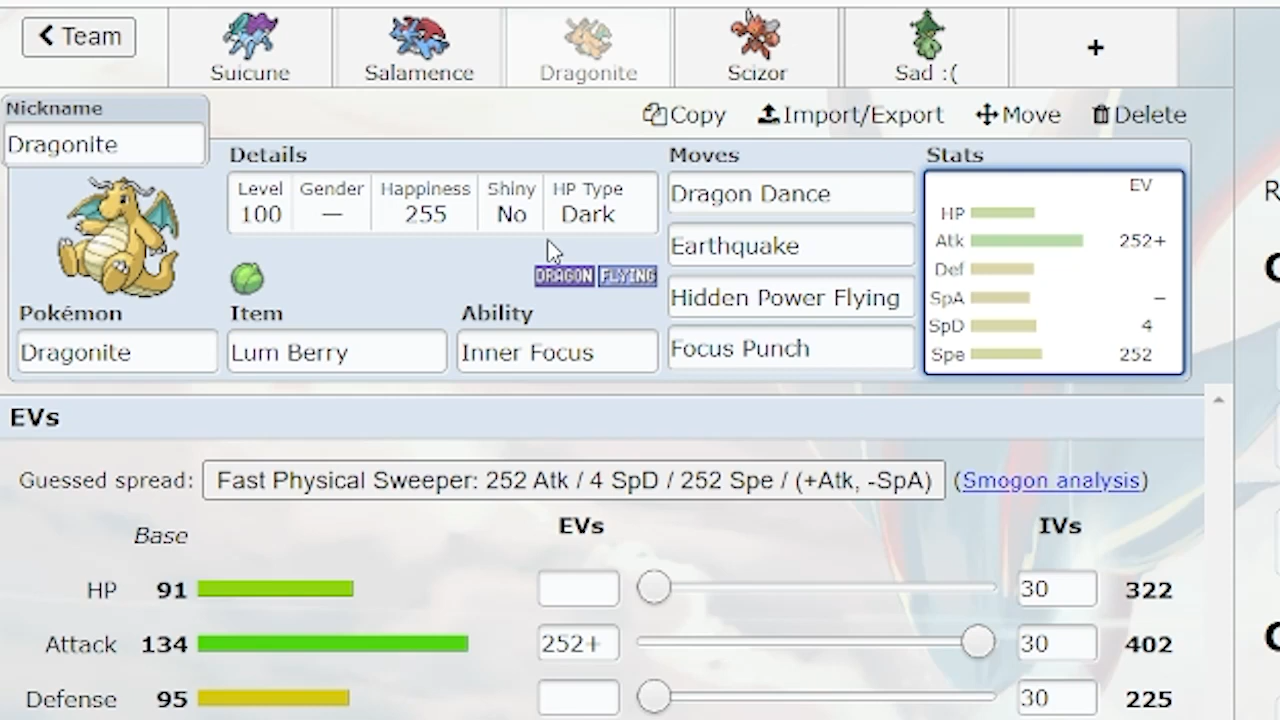 Team
Suicune
Salamence
Dragonite
Scizor
Sad :(
+
Nickname
Dragonite
Copy
Import/Export
Move
Delete
Details
Moves
Stats
Level Gender Happiness Shiny HP Type
100 — 255 No Dark
DRAGON FLYING
Pokémon
Dragonite
Item
Lum Berry
Ability
Inner Focus
Dragon Dance
Earthquake
Hidden Power Flying
Focus Punch
EV
HP
Atk 252+
Def
SpA –
SpD 4
Spe 252
EVs
Guessed spread: Fast Physical Sweeper: 252 Atk / 4 SpD / 252 Spe / (+Atk, -SpA) (Smogon analysis)
Base EVs IVs
HP 91 30 322
Attack 134 252+ 30 402
Defense 95 30 225